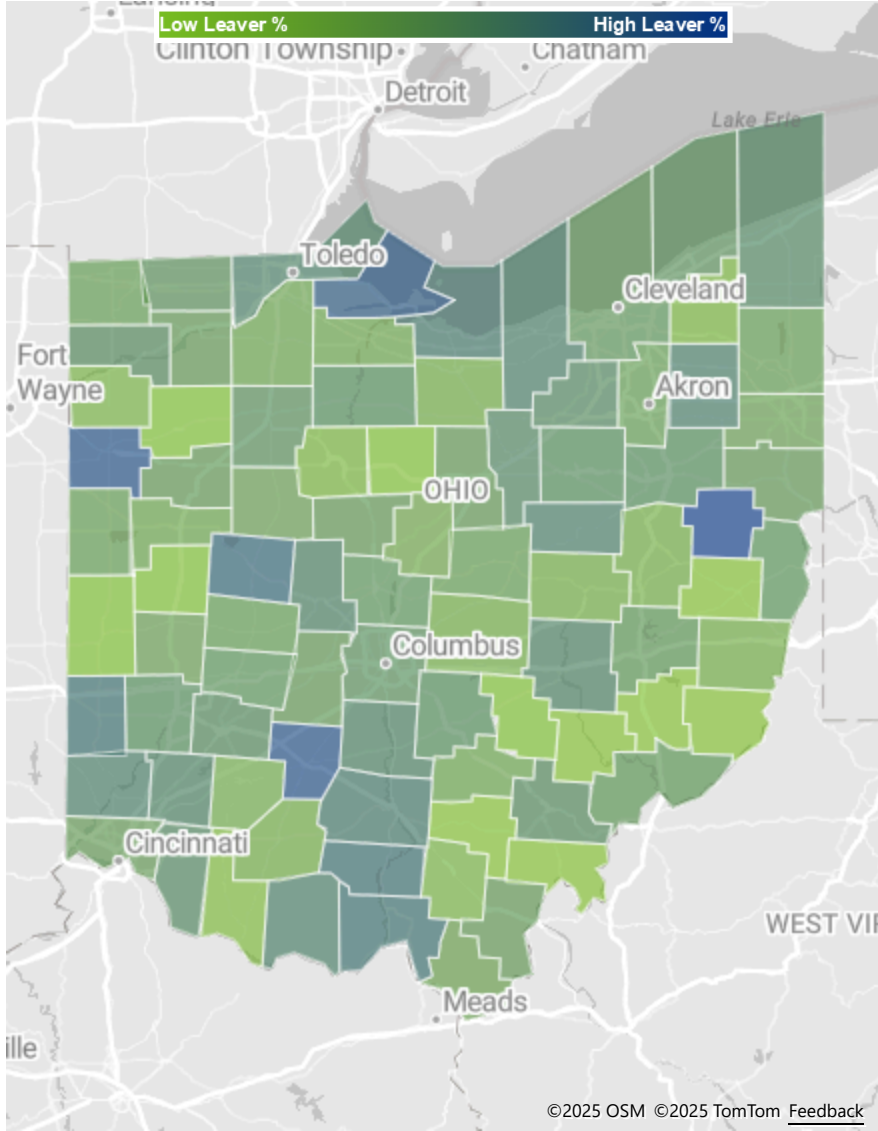 Low Leaver %
High Leaver %
Clinton Township
Chatham
Detroit
Lake Erie
Toledo
Cleveland
Fort
Wayne
Akron
OHIO
Columbus
Cincinnati
WEST VIR
Meads
ille
©2025 OSM ©2025 TomTom Feedback